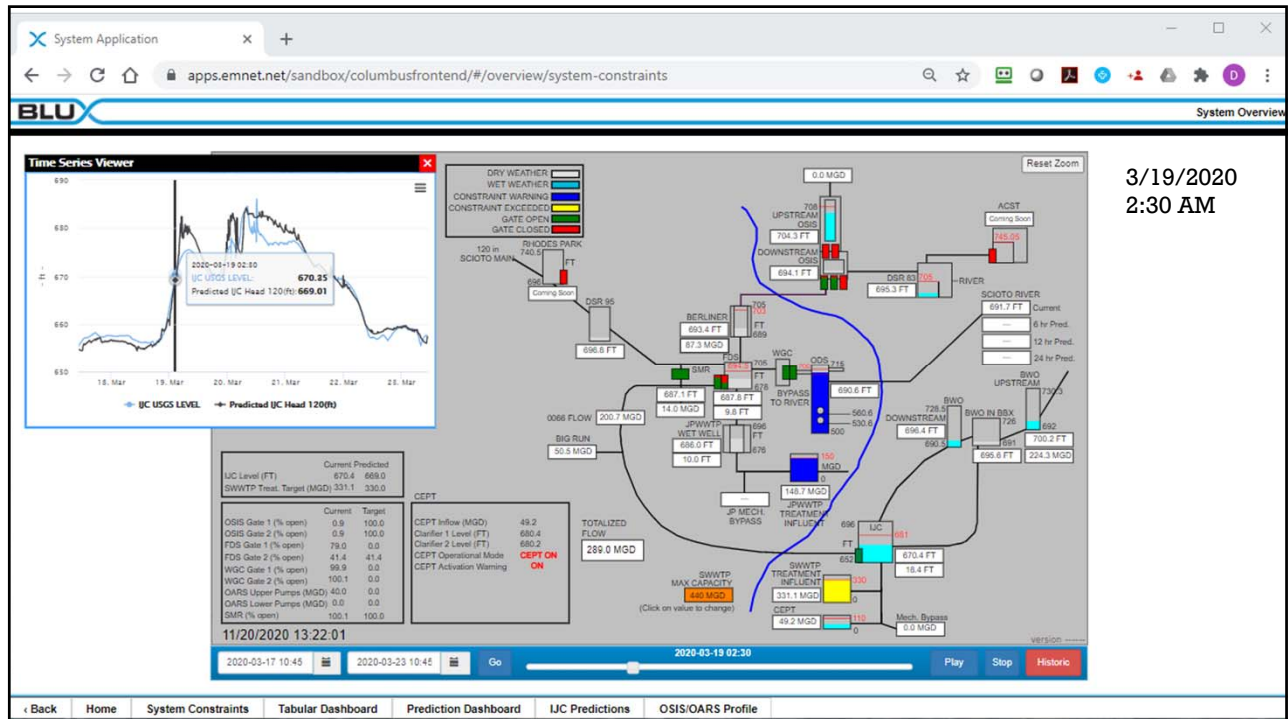 System Application
apps.emnet.net/sandbox/columbusfrontend/#/overview/system-constraints
D
BLU
System Overview
Time Series Viewer
690
680
670
660
650
- ft -
2020-03-19 02:30
IJC USGS LEVEL: 670.35
Predicted IJC Head 120(ft): 669.01
18. Mar 19. Mar 20. Mar 21. Mar 22. Mar 23. Mar
IJC USGS LEVEL Predicted IJC Head 120(ft)
DRY WEATHER
WET WEATHER
CONSTRAINT WARNING
CONSTRAINT EXCEEDED
GATE OPEN
GATE CLOSED
Reset Zoom
3/19/2020
2:30 AM
0.0 MGD
708
UPSTREAM
OSIS
704.3 FT
DOWNSTREAM
OSIS
694.1 FT
ACST
Coming Soon
745.05
DSR 83
705
695.3 FT
RIVER
120 in
SCIOTO MAIN
RHODES PARK
740.5
FT
696
Coming Soon
DSR 95
696.8 FT
SCIOTO RIVER
691.7 FT Current
--- 6 hr Pred.
--- 12 hr Pred.
--- 24 hr Pred.
BERLINER
693.4 FT
87.3 MGD
705
703
FT
689
FDS
694.5
705
FT
678
687.8 FT
9.8 FT
SMR
687.1 FT
14.0 MGD
WGC
BYPASS
TO RIVER
ODS
715
690.6 FT
560.6
530.6
500
BWO
UPSTREAM
730.3
692
700.2 FT
224.3 MGD
BWO
DOWNSTREAM
728.5
696.4 FT
690.5
BWO IN BBX
726
691
695.6 FT
0066 FLOW 200.7 MGD
BIG RUN
50.5 MGD
JPWWTP
WET WELL
686.0 FT
10.0 FT
696
FT
676
150
MGD
0
148.7 MGD
JPWWTP
TREATMENT
INFLUENT
---
JP MECH.
BYPASS
Current Predicted
IJC Level (FT) 670.4 669.0
SWWTP Treat. Target (MGD) 331.1 330.0
Current Target
OSIS Gate 1 (% open) 0.9 100.0
OSIS Gate 2 (% open) 0.9 100.0
FDS Gate 1 (% open) 79.0 0.0
FDS Gate 2 (% open) 41.4 41.4
WGC Gate 1 (% open) 99.9 0.0
WGC Gate 2 (% open) 100.1 0.0
OARS Upper Pumps (MGD) 40.0 0.0
OARS Lower Pumps (MGD) 0.0 0.0
SMR (% open) 100.1 100.0
CEPT
CEPT Inflow (MGD) 49.2
Clarifier 1 Level (FT) 680.4
Clarifier 2 Level (FT) 680.2
CEPT Operational Mode CEPT ON
CEPT Activation Warning ON
TOTALIZED
FLOW
289.0 MGD
696
IJC
681
FT
652
670.4 FT
18.4 FT
SWWTP
MAX CAPACITY
440 MGD
(Click on value to change)
SWWTP
TREATMENT
INFLUENT
331.1 MGD
330
0
CEPT
49.2 MGD
110
0
Mech. Bypass
0.0 MGD
11/20/2020 13:22:01
version ------
2020-03-17 10:45 2020-03-23 10:45 Go 2020-03-19 02:30 Play Stop Historic
‹ Back Home System Constraints Tabular Dashboard Prediction Dashboard IJC Predictions OSIS/OARS Profile